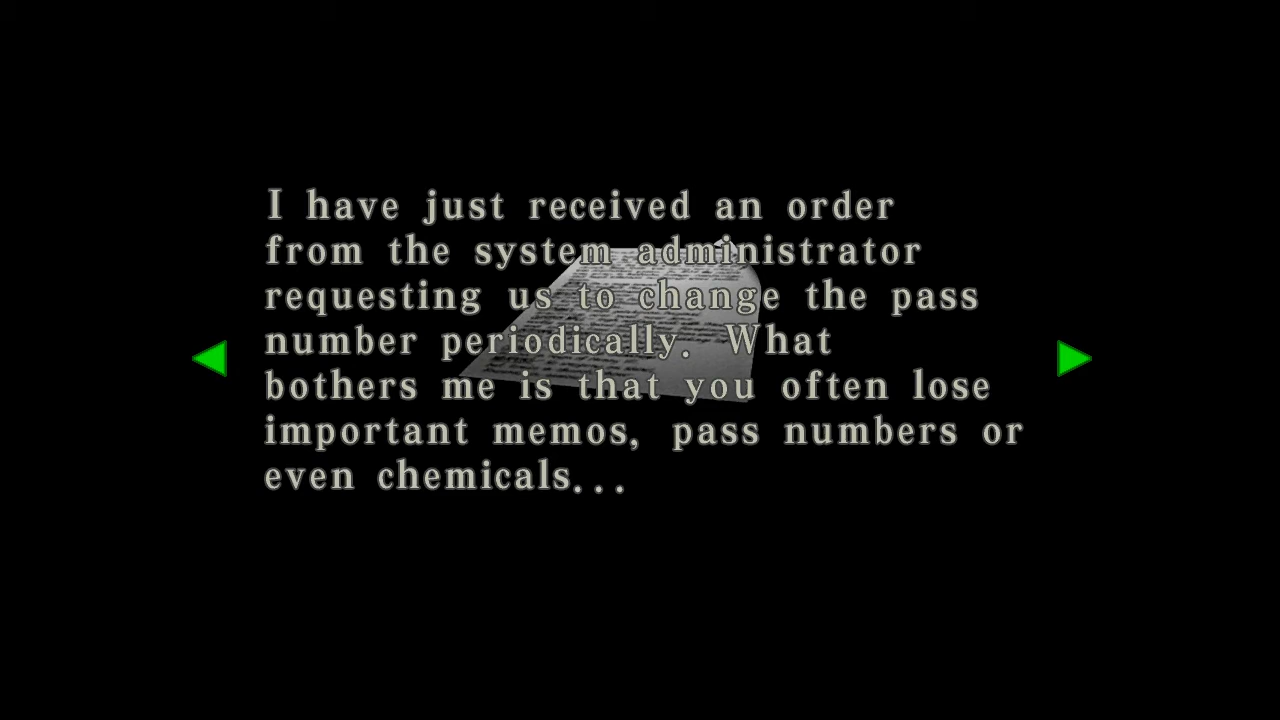 I have just received an order
from the system administrator
requesting us to change the pass
number periodically. What
bothers me is that you often lose
important memos, pass numbers or
even chemicals...